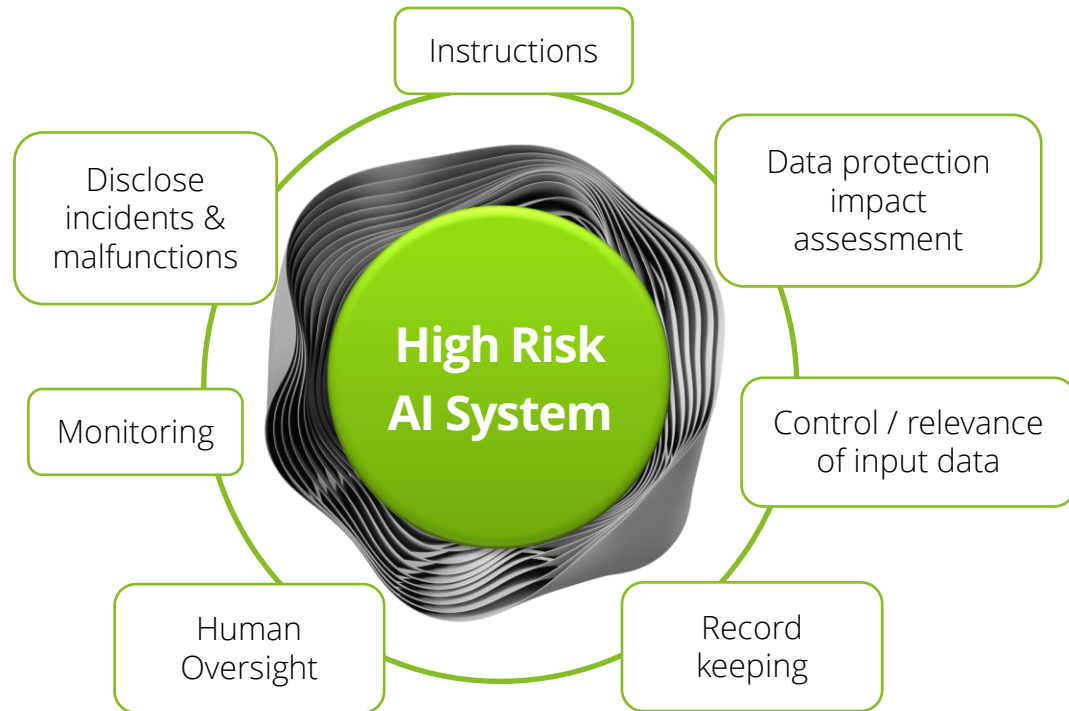 Instructions
Data protection
impact
assessment
Control / relevance
of input data
Record
keeping
Human
Oversight
Monitoring
Disclose
incidents &
malfunctions
High Risk
AI System